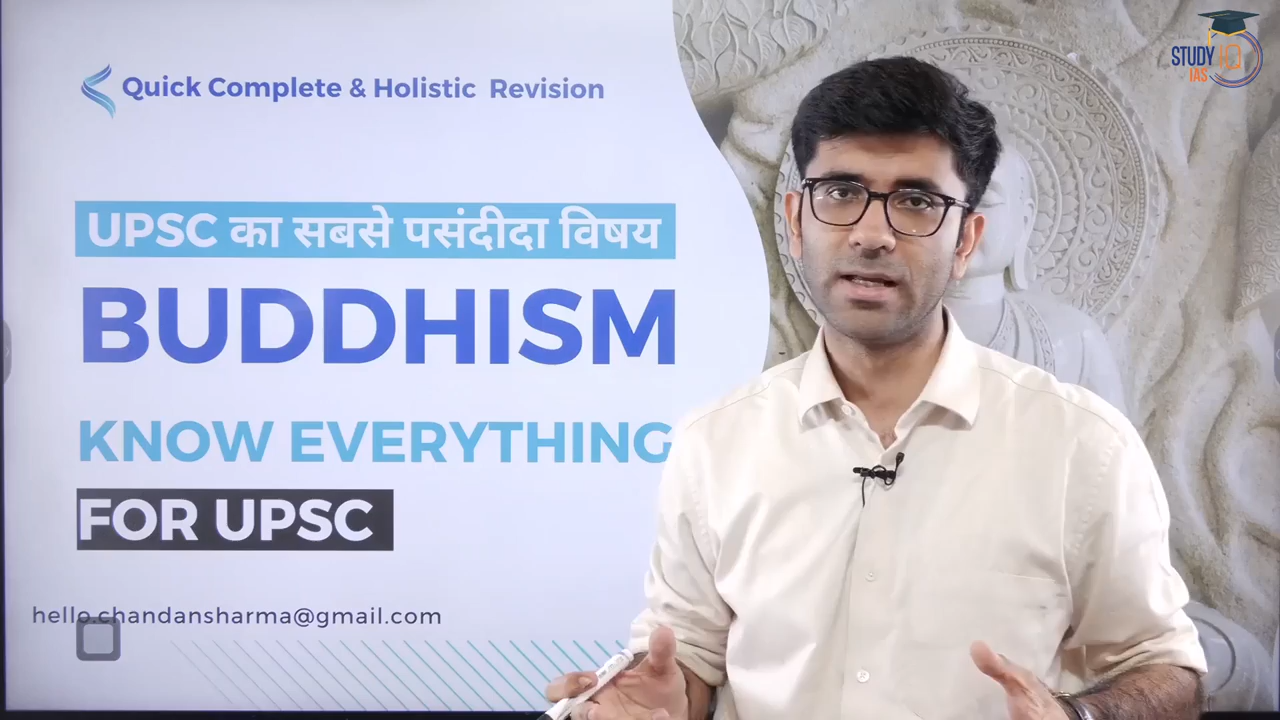 Quick Complete & Holistic Revision
STUDY IQ
IAS
UPSC का सबसे पसंदीदा विषय
BUDDHISM
KNOW EVERYTHING
FOR UPSC
hello.chandansharma@gmail.com